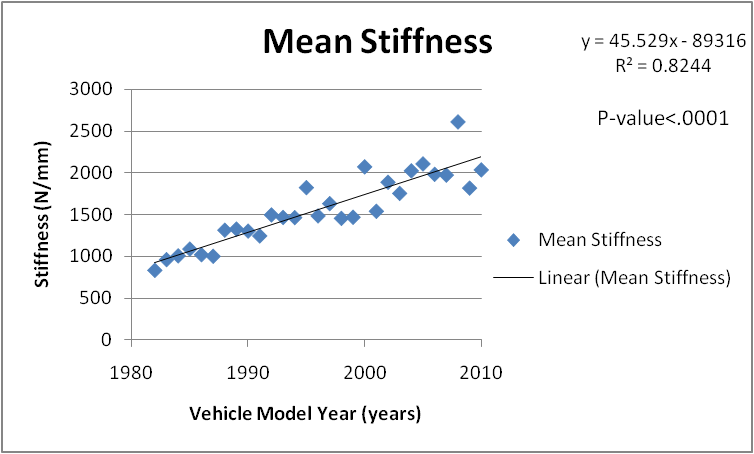 Mean Stiffness
y = 45.529x - 89316
R² = 0.8244
P-value<.0001
3000
2500
2000
1500
1000
500
0
Stiffness (N/mm)
1980
1990
2000
2010
Vehicle Model Year (years)
Mean Stiffness
Linear (Mean Stiffness)